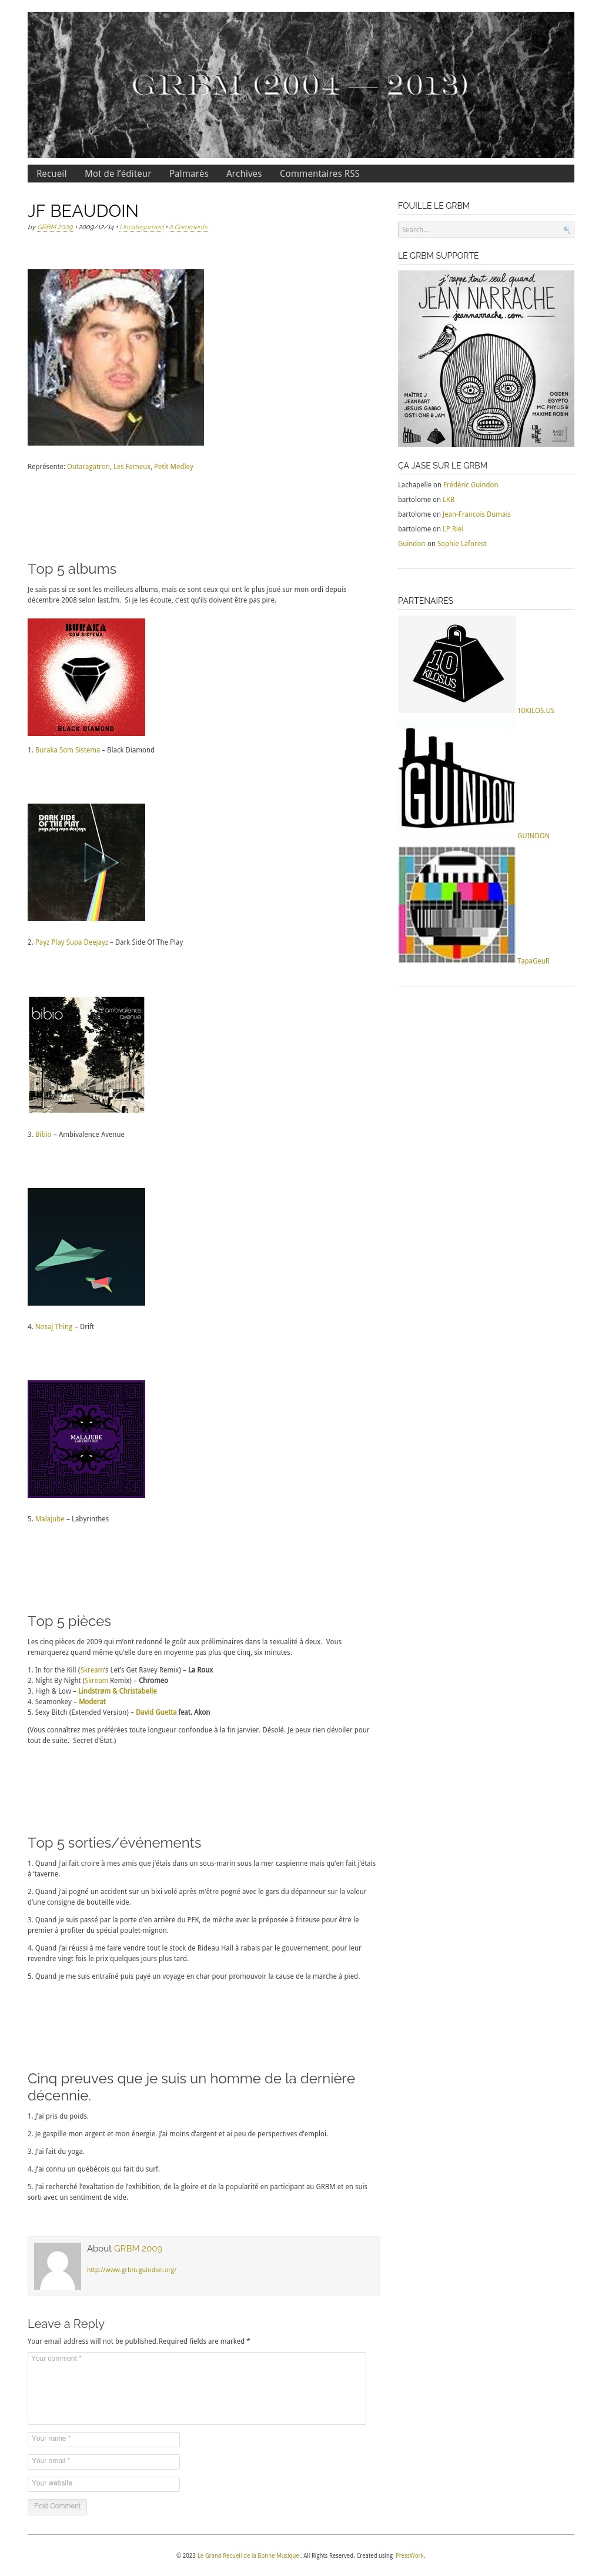 GRBM (2004 — 2013)
Recueil Mot de l’éditeur Palmarès Archives Commentaires RSS
JF BEAUDOIN
by GRBM 2009 • 2009/12/14 • Uncategorized • 0 Comments
Représente: Outaragatron, Les Fameux, Petit Medley
Top 5 albums
Je sais pas si ce sont les meilleurs albums, mais ce sont ceux qui ont le plus joué sur mon ordi depuis
décembre 2008 selon last.fm. Si je les écoute, c’est qu’ils doivent être pas pire.
BURAKA
SOM SISTEMA
BLACK DIAMOND
1. Buraka Som Sistema – Black Diamond
DARK SIDE
OF THE PLAY
payz play supa deejays
2. Payz Play Supa Deejayz – Dark Side Of The Play
bibio
ambivalence
avenue
3. Bibio – Ambivalence Avenue
4. Nosaj Thing – Drift
MALAJUBE
LABYRINTHES
5. Malajube – Labyrinthes
Top 5 pièces
Les cinq pièces de 2009 qui m’ont redonné le goût aux préliminaires dans la sexualité à deux. Vous
remarquerez quand même qu’elle dure en moyenne pas plus que cinq, six minutes.
1. In for the Kill (Skream’s Let’s Get Ravey Remix) – La Roux
2. Night By Night (Skream Remix) – Chromeo
3. High & Low – Lindstrøm & Christabelle
4. Seamonkey – Moderat
5. Sexy Bitch (Extended Version) – David Guetta feat. Akon
(Vous connaîtrez mes préférées toute longueur confondue à la fin janvier. Désolé. Je peux rien dévoiler pour
tout de suite. Secret d’État.)
Top 5 sorties/événements
1. Quand j’ai fait croire à mes amis que j’étais dans un sous-marin sous la mer caspienne mais qu’en fait j’étais
à ‘taverne.
2. Quand j’ai pogné un accident sur un bixi volé après m’être pogné avec le gars du dépanneur sur la valeur
d’une consigne de bouteille vide.
3. Quand je suis passé par la porte d’en arrière du PFK, de mèche avec la préposée à friteuse pour être le
premier à profiter du spécial poulet-mignon.
4. Quand j’ai réussi à me faire vendre tout le stock de Rideau Hall à rabais par le gouvernement, pour leur
revendre vingt fois le prix quelques jours plus tard.
5. Quand je me suis entraîné puis payé un voyage en char pour promouvoir la cause de la marche à pied.
Cinq preuves que je suis un homme de la dernière
décennie.
1. J’ai pris du poids.
2. Je gaspille mon argent et mon énergie. J’ai moins d’argent et ai peu de perspectives d’emploi.
3. J’ai fait du yoga.
4. J’ai connu un québécois qui fait du surf.
5. J’ai recherché l’exaltation de l’exhibition, de la gloire et de la popularité en participant au GRBM et en suis
sorti avec un sentiment de vide.
About GRBM 2009
http://www.grbm.guindon.org/
Leave a Reply
Your email address will not be published.Required fields are marked *
Your comment *
Your name *
Your email *
Your website
Post Comment
FOUILLE LE GRBM
Search...
LE GRBM SUPPORTE
j’rappe tout seul quand
JEAN NARRACHE
jeannarrache.com
MAÎTRE J
JEANBART
JESUIS GABBO
OSTI ONE & JAM
OGDEN
EGYPTO
MC PHYLIS &
MAXIME ROBIN
ÇA JASE SUR LE GRBM
Lachapelle on Frédéric Guindon
bartolome on LKB
bartolome on Jean-Francois Dumais
bartolome on LP Riel
Guindon on Sophie Laforest
PARTENAIRES
10
KILOS.US
10KILOS.US
GUINDON
GUINDON
TapaGeuR
© 2023 Le Grand Recueil de la Bonne Musique . All Rights Reserved. Created using PressWork.